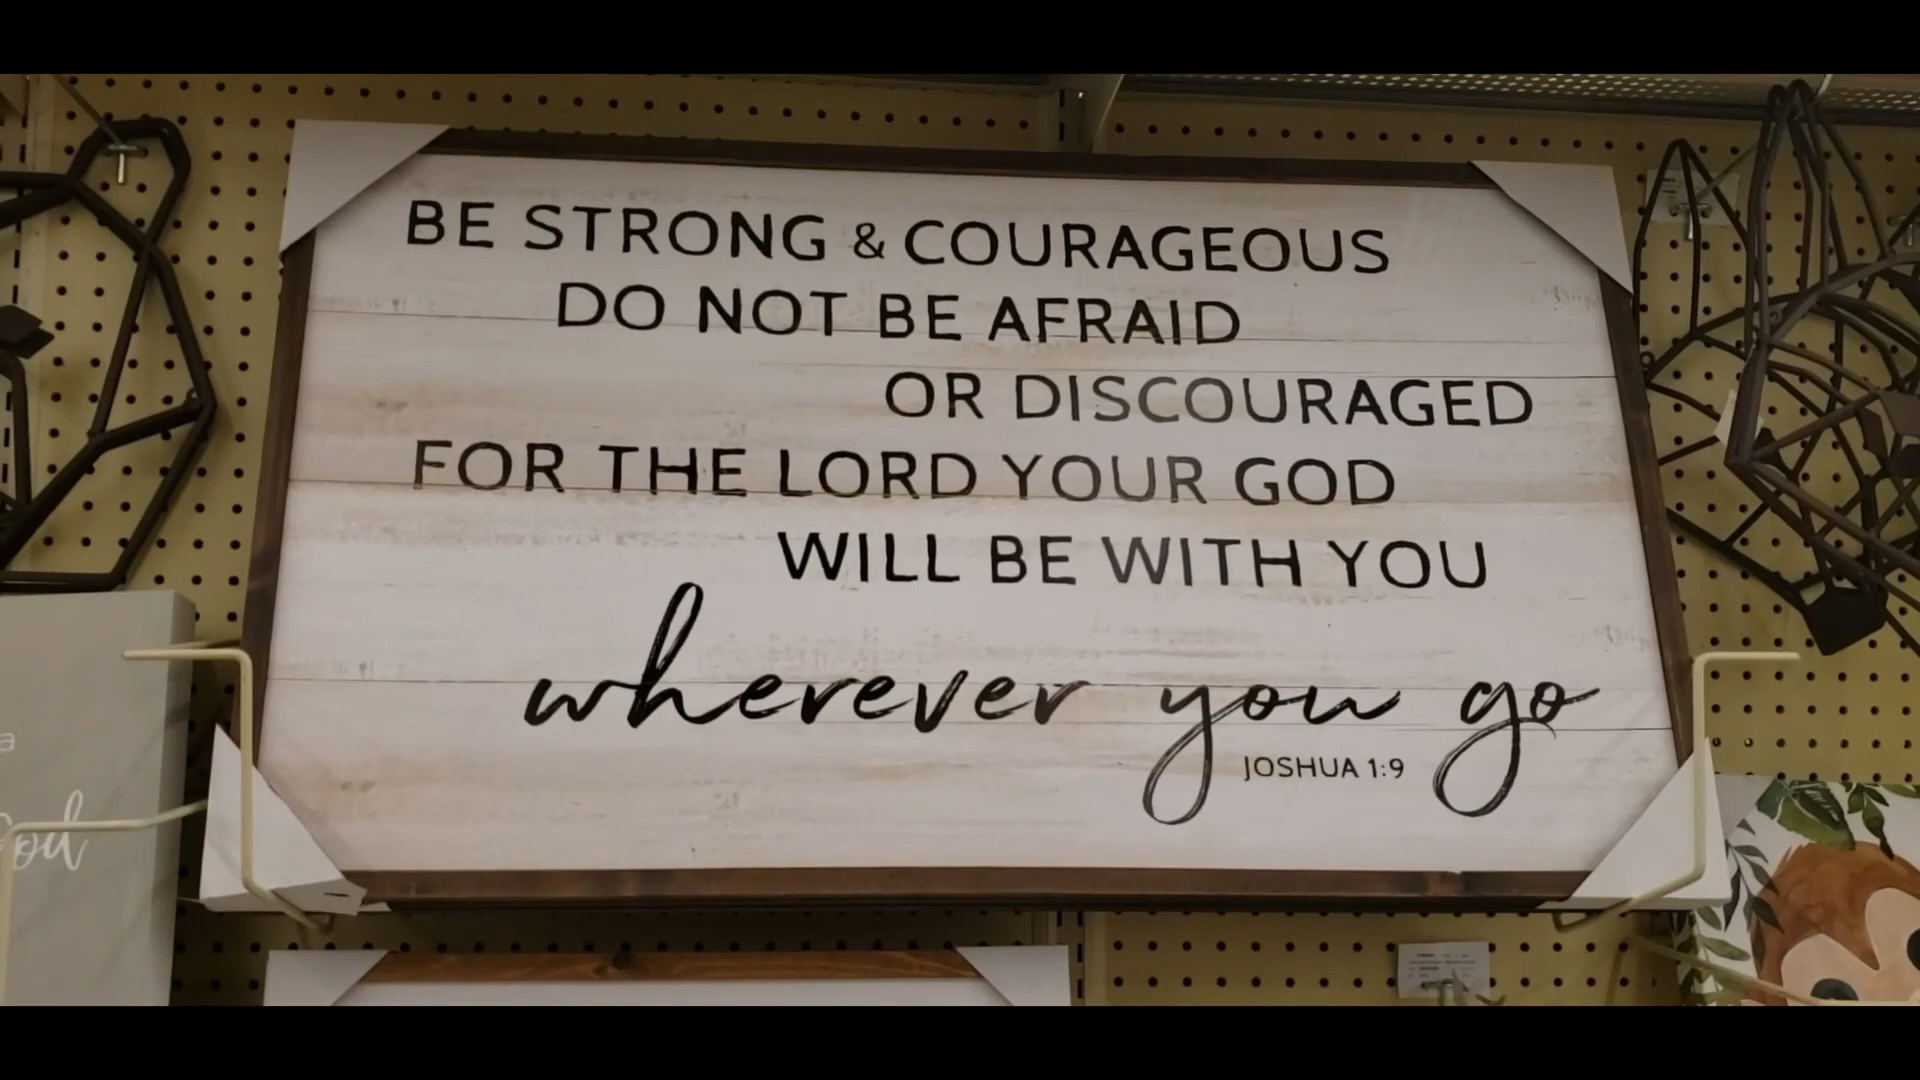 BE STRONG & COURAGEOUS
DO NOT BE AFRAID
OR DISCOURAGED
FOR THE LORD YOUR GOD
WILL BE WITH YOU
wherever you go
JOSHUA 1:9
a
God